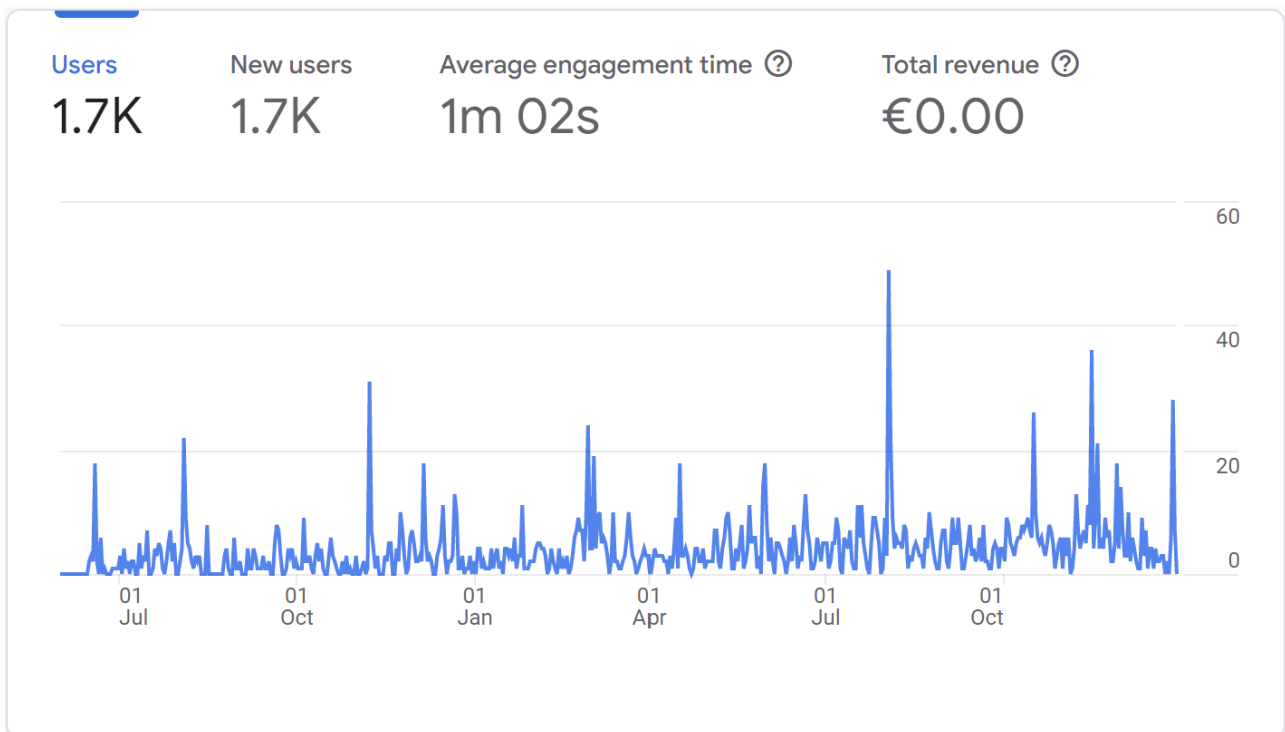 Users New users Average engagement time ? Total revenue ?
1.7K 1.7K 1m 02s €0.00
60
40
20
0
01 01 01 01 01 01
Jul Oct Jan Apr Jul Oct